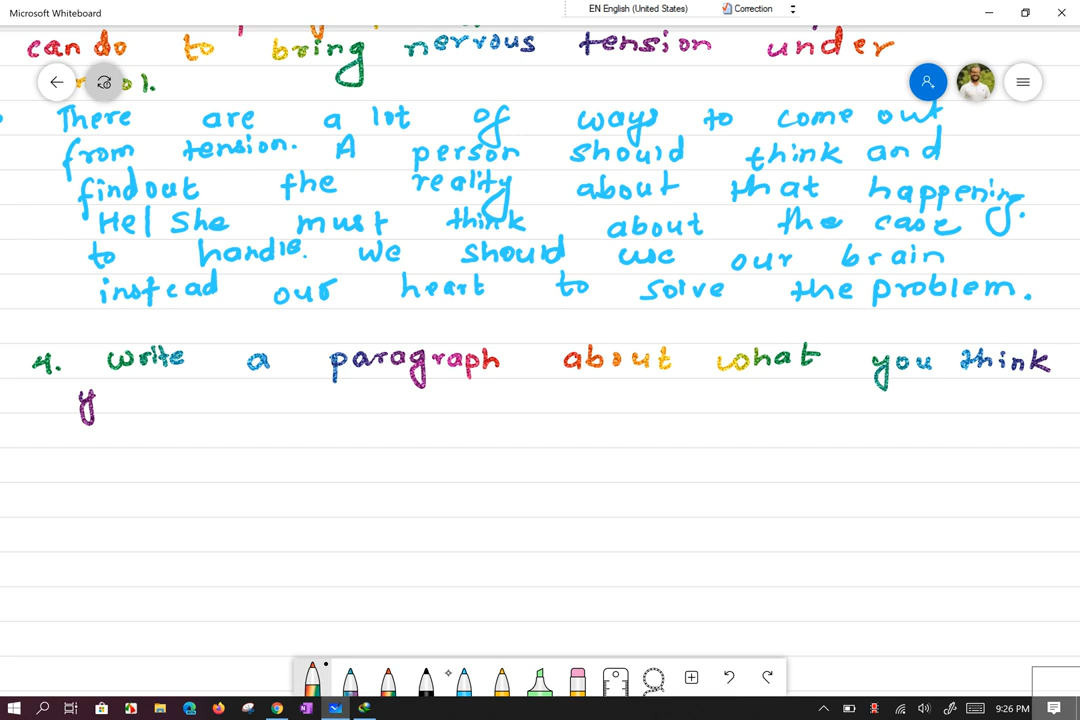 Microsoft Whiteboard
EN English (United States) Correction
can do to bring nervous tension under
ol.
There are a lot of ways to come out
from tension. A person should think and
findout the reality about that happening.
He/She must think about the case
to handle. We should use our brain
instead our heart to solve the problem.
4. Write a paragraph about what you think
y
9:26 PM